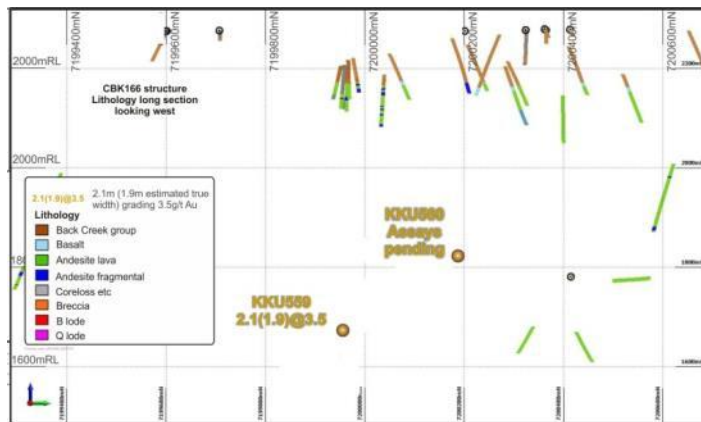 7199400mN
7199600mN
7199800mN
7200000mN
7200200mN
7200400mN
7200600mN
2000mRL
CBK166 structure
Lithology long section
looking west
2000mRL
2.1(1.9)@3.5
2.1m (1.9m estimated true
width) grading 3.5g/t Au
Lithology
Back Creek group
Basalt
Andesite lava
Andesite fragmental
Coreloss etc
Breccia
B lode
Q lode
KKU560
Assays
pending
KKU559
2.1(1.9)@3.5
1600mRL